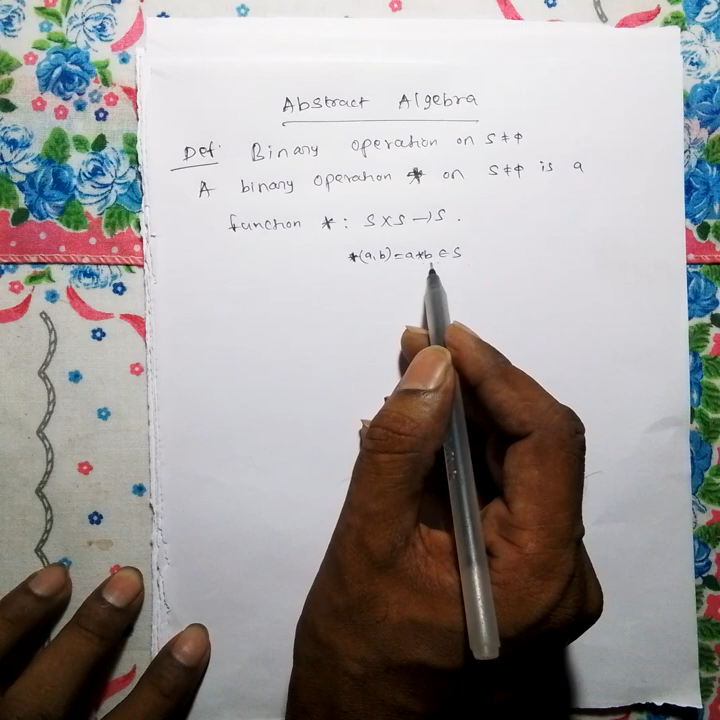 Abstract Algebra
Def: Binary operation on S≠φ
A binary operation * on S≠φ is a
function *: S×S→S.
*(a,b)=a*b∈S